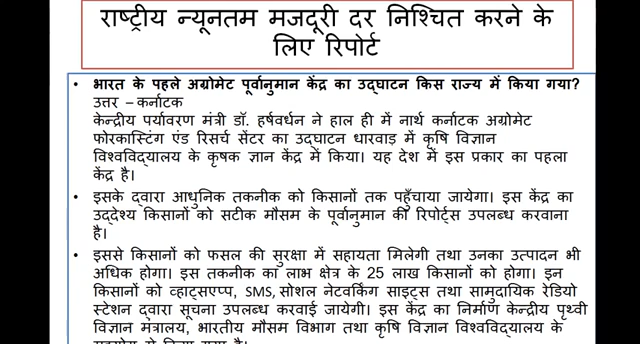 राष्ट्रीय न्यूनतम मजदूरी दर निश्चित करने के
लिए रिपोर्ट
• भारत के पहले अग्रोमेट पूर्वानुमान केंद्र का उद्घाटन किस राज्य में किया गया?
उत्तर – कर्नाटक
केन्द्रीय पर्यावरण मंत्री डॉ. हर्षवर्धन ने हाल ही में नार्थ कर्नाटक अग्रोमेट
फोरकास्टिंग एंड रिसर्च सेंटर का उद्घाटन धारवाड़ में कृषि विज्ञान
विश्वविद्यालय के कृषक ज्ञान केंद्र में किया। यह देश में इस प्रकार का पहला
केंद्र है।
• इसके द्वारा आधुनिक तकनीक को किसानों तक पहुँचाया जायेगा। इस केंद्र का
उद्देश्य किसानों को सटीक मौसम के पूर्वानुमान की रिपोर्ट्स उपलब्ध करवाना
है।
• इससे किसानों को फसल की सुरक्षा में सहायता मिलेगी तथा उनका उत्पादन भी
अधिक होगा। इस तकनीक का लाभ क्षेत्र के 25 लाख किसानों को होगा। इन
किसानों को व्हाट्सएप्प, SMS, सोशल नेटवर्किंग साइट्स तथा सामुदायिक रेडियो
स्टेशन द्वारा सूचना उपलब्ध करवाई जायेगी। इस केंद्र का निर्माण केन्द्रीय पृथ्वी
विज्ञान मंत्रालय, भारतीय मौसम विभाग तथा कृषि विज्ञान विश्वविद्यालय के